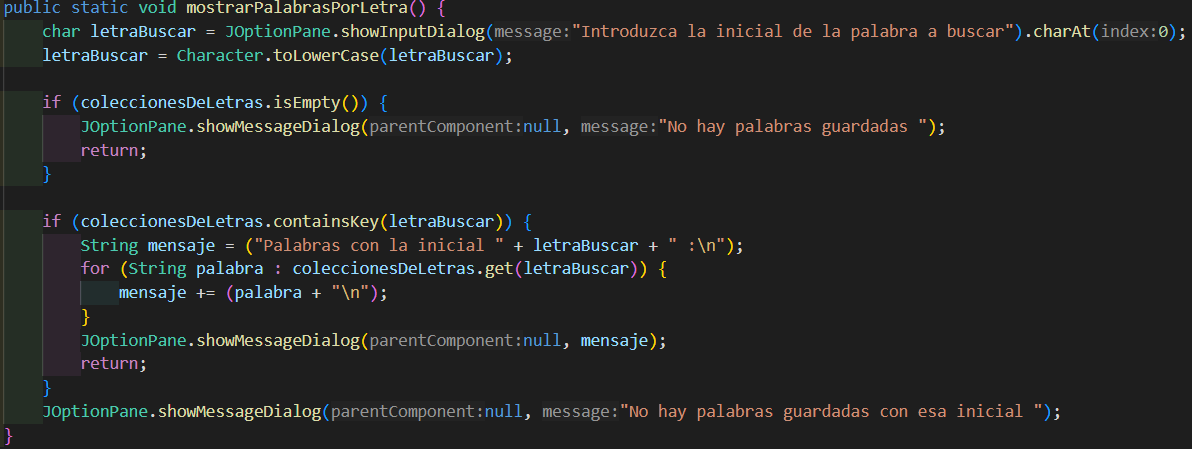 public static void mostrarPalabrasPorLetra() {
    char letraBuscar = JOptionPane.showInputDialog(message:"Introduzca la inicial de la palabra a buscar").charAt(index:0);
    letraBuscar = Character.toLowerCase(letraBuscar);

    if (coleccionesDeLetras.isEmpty()) {
        JOptionPane.showMessageDialog(parentComponent:null, message:"No hay palabras guardadas ");
        return;
    }

    if (coleccionesDeLetras.containsKey(letraBuscar)) {
        String mensaje = ("Palabras con la inicial " + letraBuscar + " :\n");
        for (String palabra : coleccionesDeLetras.get(letraBuscar)) {
            mensaje += (palabra + "\n");
        }
        JOptionPane.showMessageDialog(parentComponent:null, mensaje);
        return;
    }
    JOptionPane.showMessageDialog(parentComponent:null, message:"No hay palabras guardadas con esa inicial ");
}